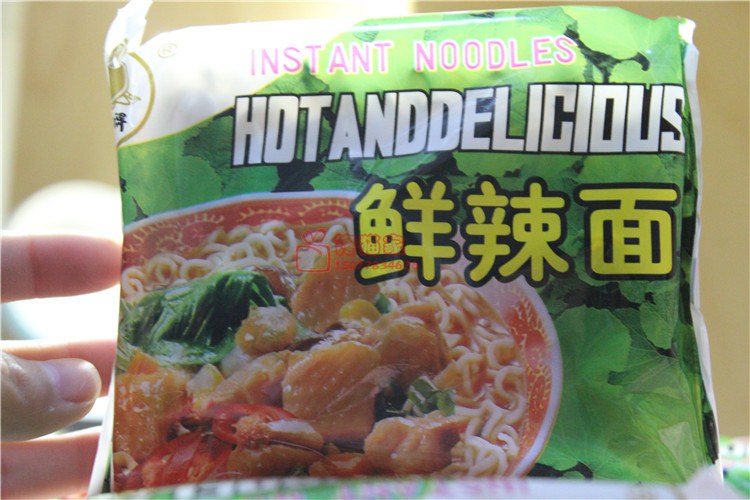 ®
INSTANT NOODLES
HOTANDDELICIOUS
鲜辣面